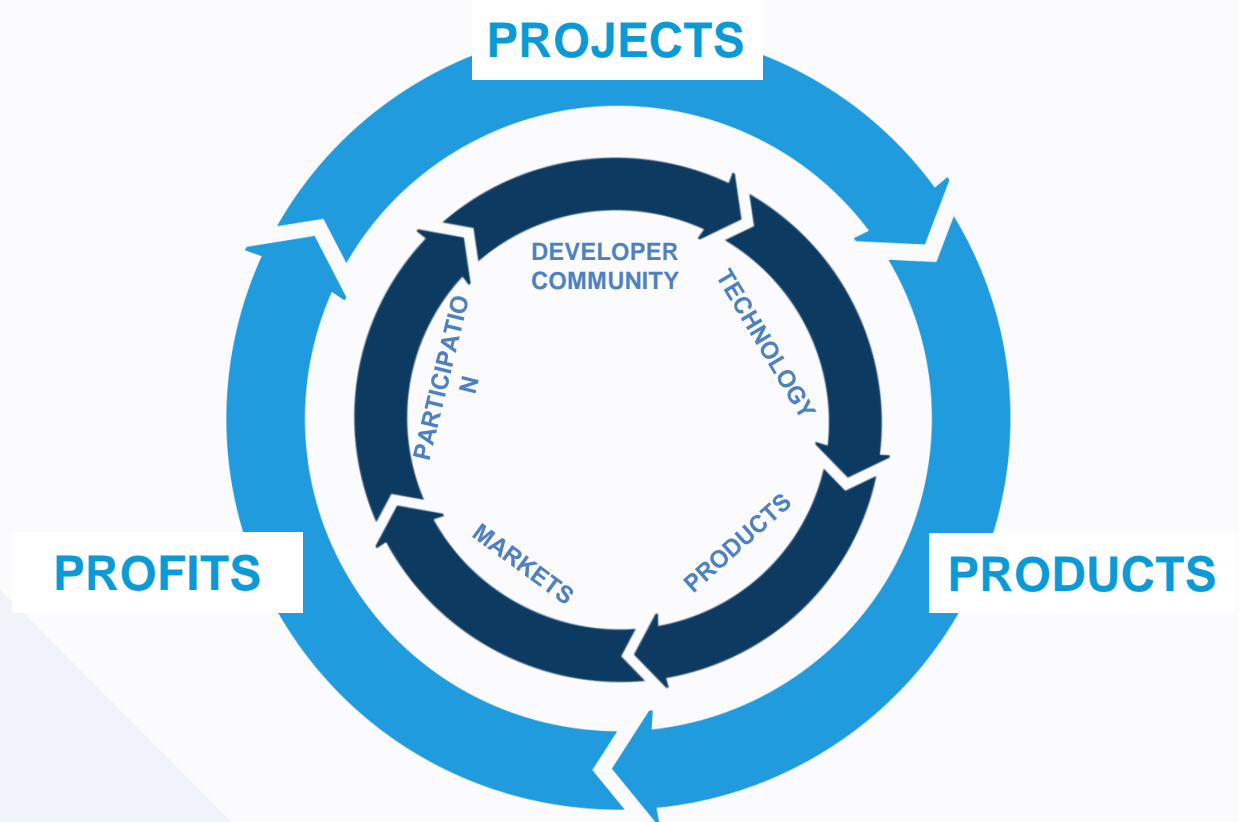 PROJECTS
DEVELOPER
COMMUNITY
TECHNOLOGY
PARTICIPATIO
N
PRODUCTS
MARKETS
PROFITS
PRODUCTS